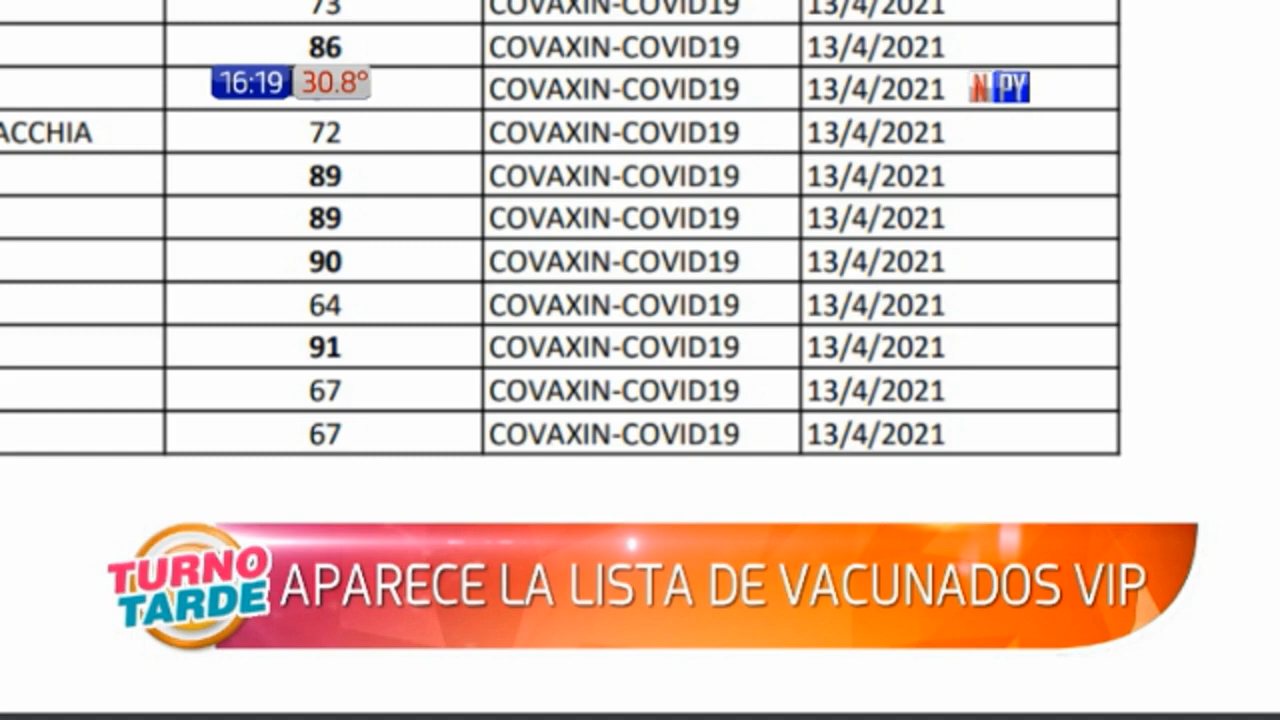 73 COVAXIN-COVID19 13/4/2021
86 COVAXIN-COVID19 13/4/2021
16:19 30.8° COVAXIN-COVID19 13/4/2021 NPY
ACCHIA 72 COVAXIN-COVID19 13/4/2021
89 COVAXIN-COVID19 13/4/2021
89 COVAXIN-COVID19 13/4/2021
90 COVAXIN-COVID19 13/4/2021
64 COVAXIN-COVID19 13/4/2021
91 COVAXIN-COVID19 13/4/2021
67 COVAXIN-COVID19 13/4/2021
67 COVAXIN-COVID19 13/4/2021
TURNO
TARDE
APARECE LA LISTA DE VACUNADOS VIP